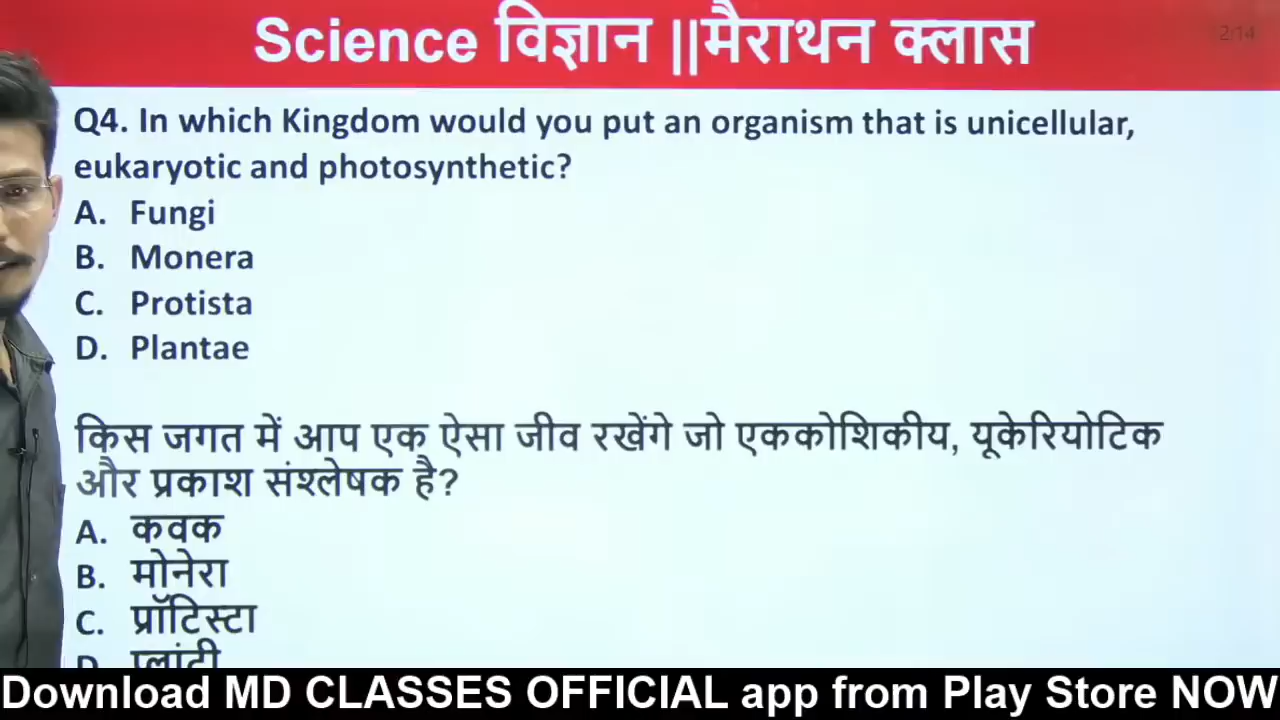 Science विज्ञान ||मैराथन क्लास
2/14
Q4. In which Kingdom would you put an organism that is unicellular,
eukaryotic and photosynthetic?
A. Fungi
B. Monera
C. Protista
D. Plantae
किस जगत में आप एक ऐसा जीव रखेंगे जो एककोशिकीय, यूकेरियोटिक
और प्रकाश संश्लेषक है?
A. कवक
B. मोनेरा
C. प्रॉटिस्टा
D. प्लांटी
Download MD CLASSES OFFICIAL app from Play Store NOW